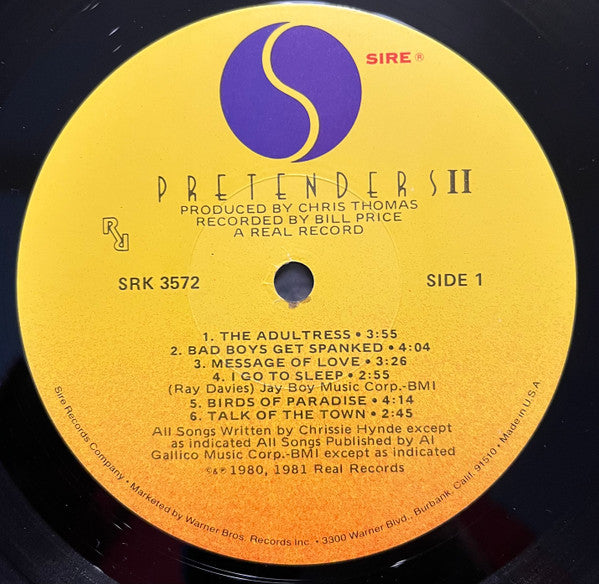 SIRE ®
PRETENDERS II
PRODUCED BY CHRIS THOMAS
RECORDED BY BILL PRICE
A REAL RECORD
SRK 3572
SIDE 1
1. THE ADULTRESS • 3:55
2. BAD BOYS GET SPANKED • 4:04
3. MESSAGE OF LOVE • 3:26
4. I GO TO SLEEP • 2:55
(Ray Davies) Jay Boy Music Corp.-BMI
5. BIRDS OF PARADISE • 4:14
6. TALK OF THE TOWN • 2:45
All Songs Written by Chrissie Hynde except
as indicated All Songs Published by Al
Gallico Music Corp.-BMI except as indicated
©&℗ 1980, 1981 Real Records
Sire Records Company. • Marketed by Warner Bros. Records Inc. • 3300 Warner Blvd., Burbank, Calif. 91510 • Made in U.S.A